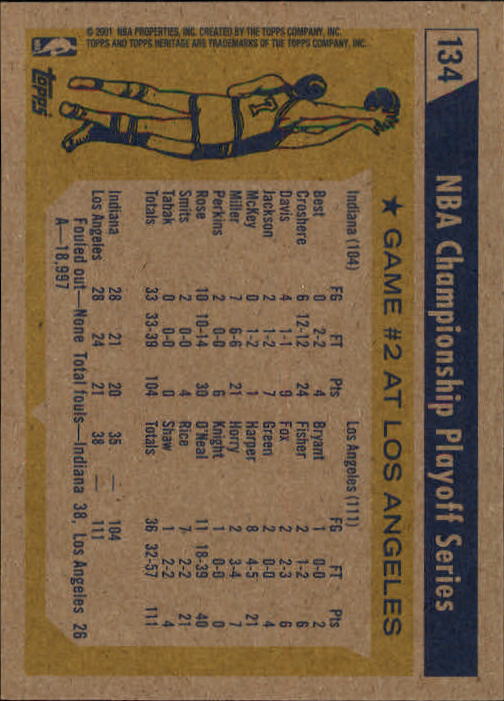 134 NBA Championship Playoff Series
★ GAME #2 AT LOS ANGELES
Indiana (104) FG FT Pts
Best 0 2-2 4
Croshere 6 12-12 24
Davis 4 1-1 9
Jackson 2 1-2 7
McKey 0 1-2 1
Miller 7 6-6 21
Perkins 2 0-0 6
Rose 10 10-14 30
Smits 2 0-0 4
Tabak 0 0-0 0
Totals 33 33-39 104
Los Angeles (111) FG FT Pts
Bryant 1 0-0 2
Fisher 2 1-2 6
Fox 2 2-3 6
Green 2 0-0 4
Harper 8 4-5 21
Horry 2 3-4 7
Knight 1 0-0 0
O'Neal 11 18-39 40
Rice 7 2-2 21
Shaw 1 2-2 4
Totals 36 32-57 111
Indiana 28 21 20 35 — 104
Los Angeles 28 24 21 38 — 111
Fouled out—None Total fouls—Indiana 38, Los Angeles 26
A—18,997
7
topps
NBA
© 2001 NBA PROPERTIES, INC. CREATED BY THE TOPPS COMPANY, INC.
TOPPS AND TOPPS HERITAGE ARE TRADEMARKS OF THE TOPPS COMPANY, INC.